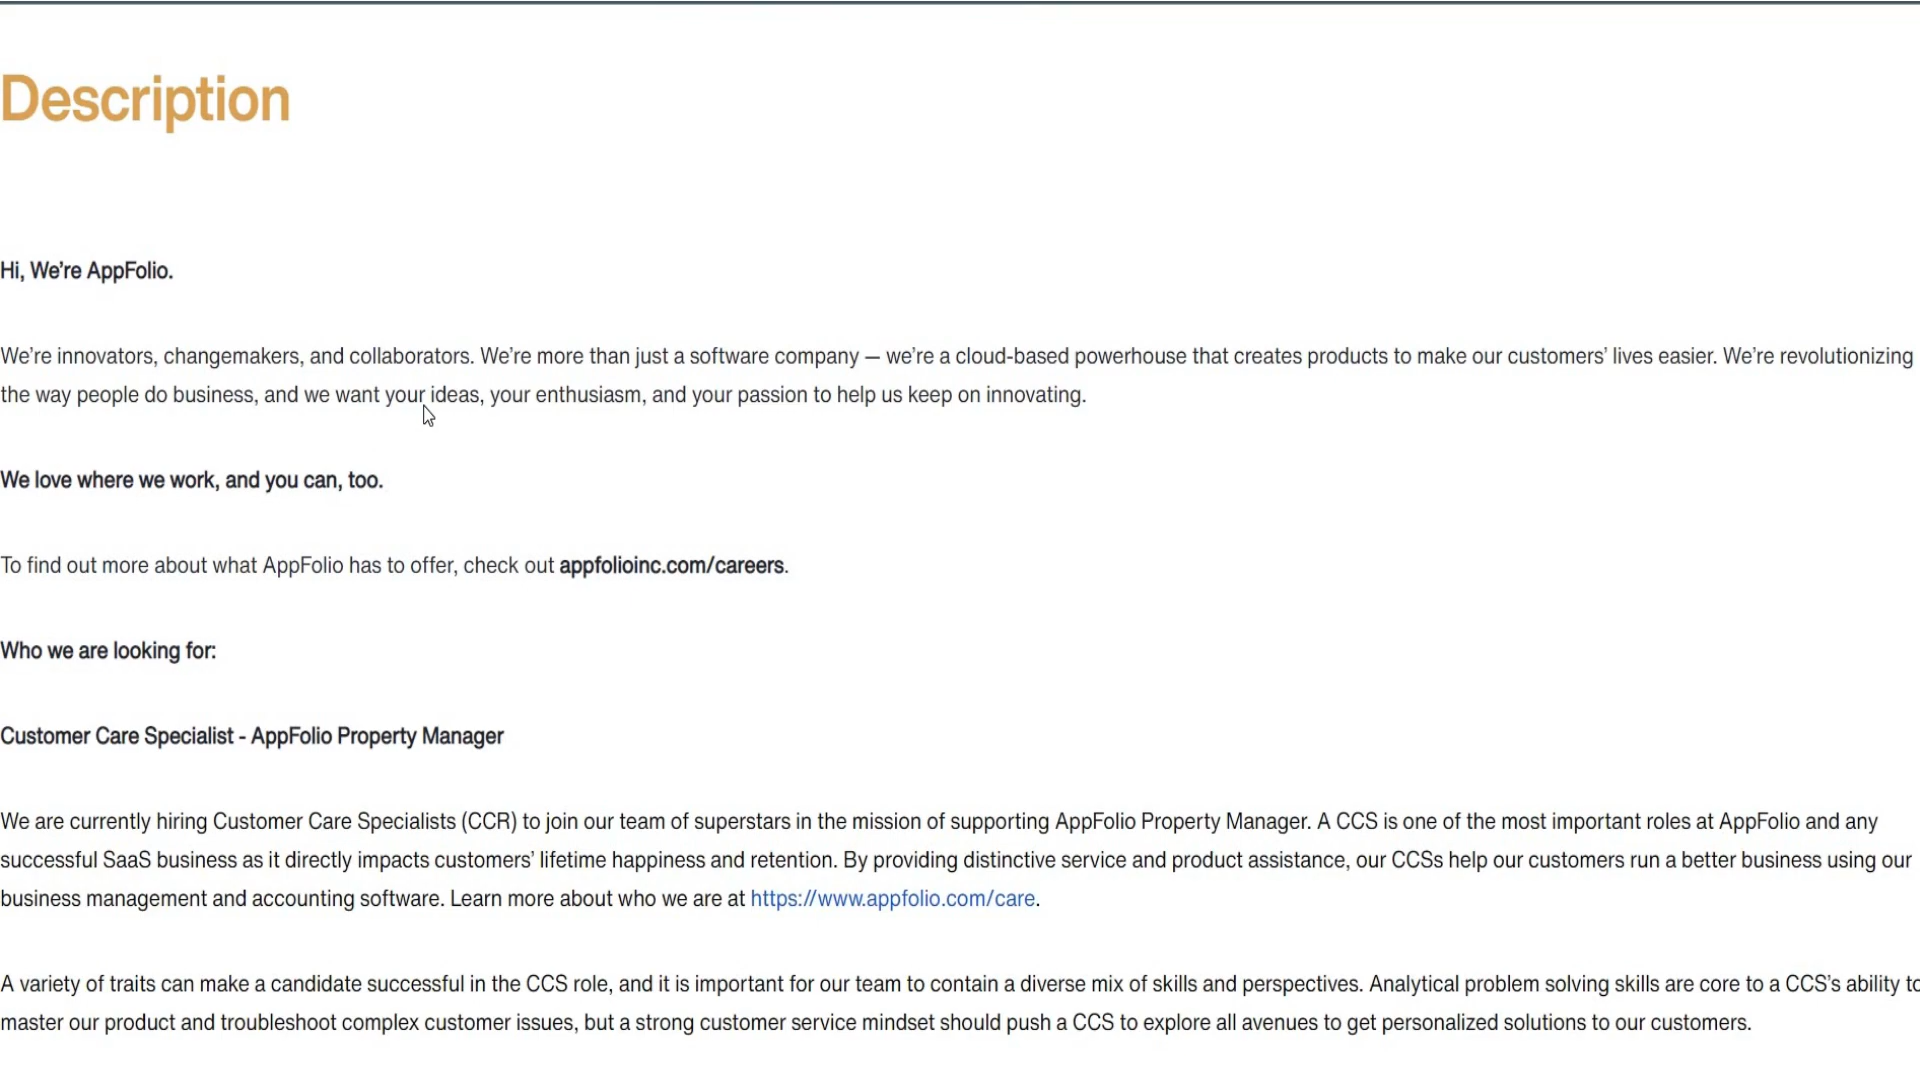 Description
Hi, We’re AppFolio.
We’re innovators, changemakers, and collaborators. We’re more than just a software company — we’re a cloud-based powerhouse that creates products to make our customers’ lives easier. We’re revolutionizing
the way people do business, and we want your ideas, your enthusiasm, and your passion to help us keep on innovating.
We love where we work, and you can, too.
To find out more about what AppFolio has to offer, check out appfolioinc.com/careers.
Who we are looking for:
Customer Care Specialist - AppFolio Property Manager
We are currently hiring Customer Care Specialists (CCR) to join our team of superstars in the mission of supporting AppFolio Property Manager. A CCS is one of the most important roles at AppFolio and any
successful SaaS business as it directly impacts customers’ lifetime happiness and retention. By providing distinctive service and product assistance, our CCSs help our customers run a better business using our
business management and accounting software. Learn more about who we are at https://www.appfolio.com/care.
A variety of traits can make a candidate successful in the CCS role, and it is important for our team to contain a diverse mix of skills and perspectives. Analytical problem solving skills are core to a CCS’s ability to
master our product and troubleshoot complex customer issues, but a strong customer service mindset should push a CCS to explore all avenues to get personalized solutions to our customers.